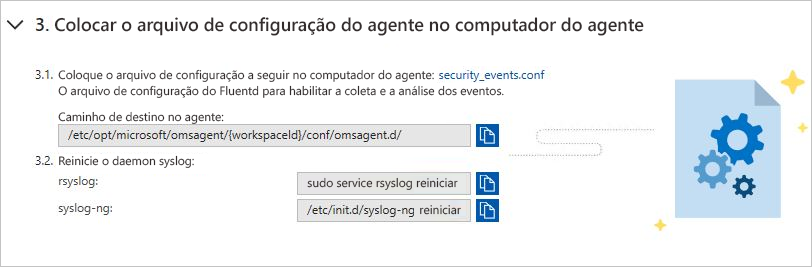 3. Colocar o arquivo de configuração do agente no computador do agente
3.1. Coloque o arquivo de configuração a seguir no computador do agente: security_events.conf
O arquivo de configuração do Fluentd para habilitar a coleta e a análise dos eventos.
Caminho de destino no agente:
/etc/opt/microsoft/omsagent/{workspaceId}/conf/omsagent.d/
3.2. Reinicie o daemon syslog:
rsyslog: sudo service rsyslog reiniciar
syslog-ng: /etc/init.d/syslog-ng reiniciar